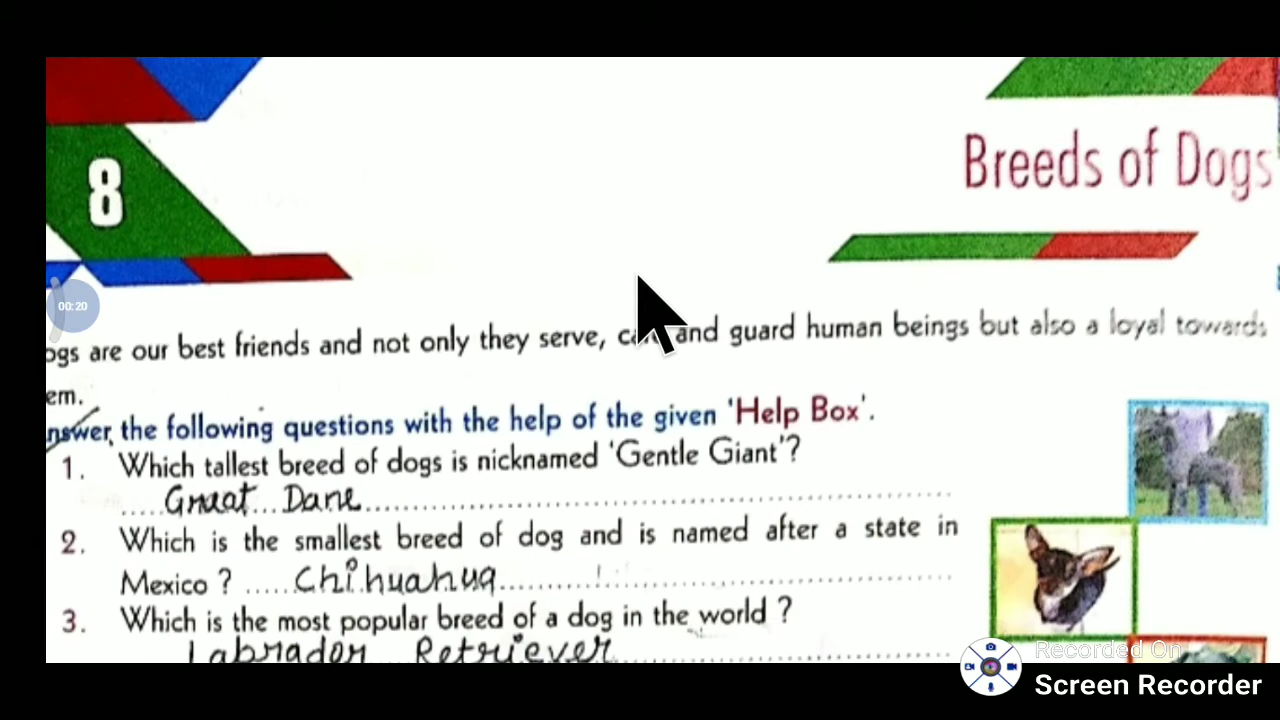 8
Breeds of Dogs
00:20
ogs are our best friends and not only they serve, and guard human beings but also a loyal towards
em.
nswer the following questions with the help of the given 'Help Box'.
1. Which tallest breed of dogs is nicknamed 'Gentle Giant'?
Great Dane
2. Which is the smallest breed of dog and is named after a state in
Mexico ? Chihuahua
3. Which is the most popular breed of a dog in the world ?
Labrador Retriever
Recorded On
Screen Recorder